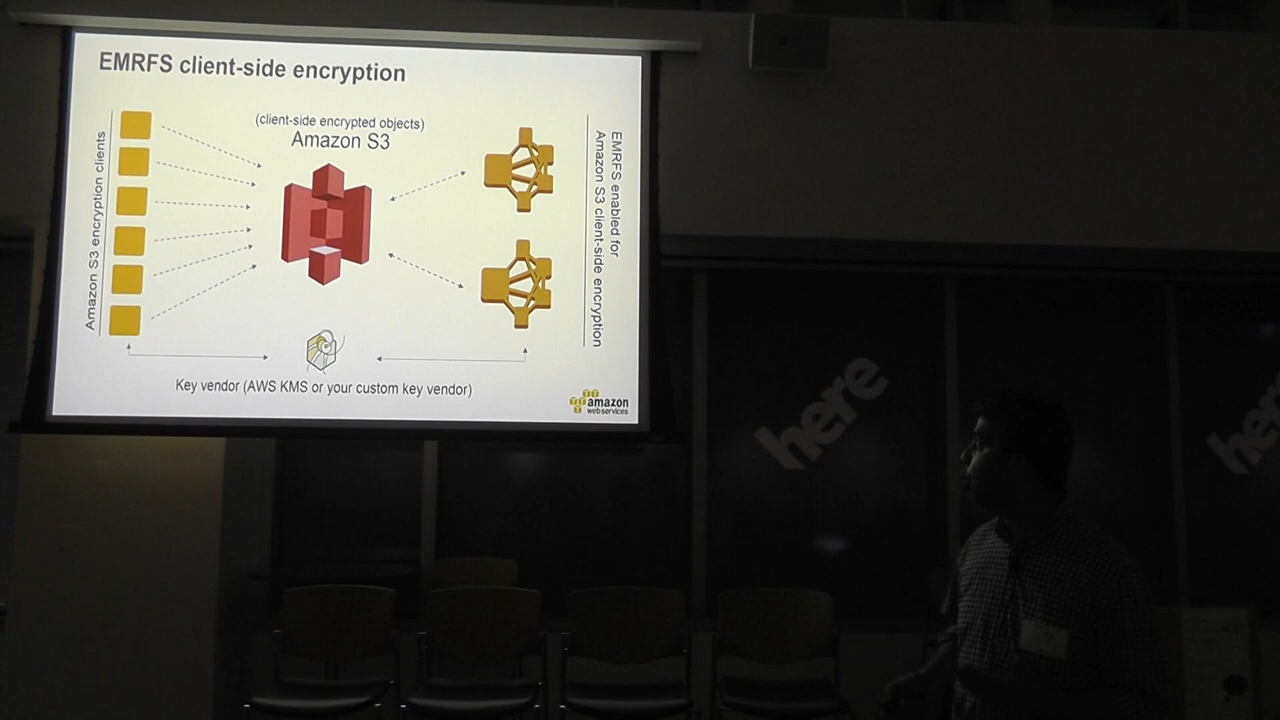 EMRFS client-side encryption
(client-side encrypted objects)
Amazon S3
Amazon S3 encryption clients
EMRFS enabled for
Amazon S3 client-side encryption
Key vendor (AWS KMS or your custom key vendor)
amazon
web services
here
here